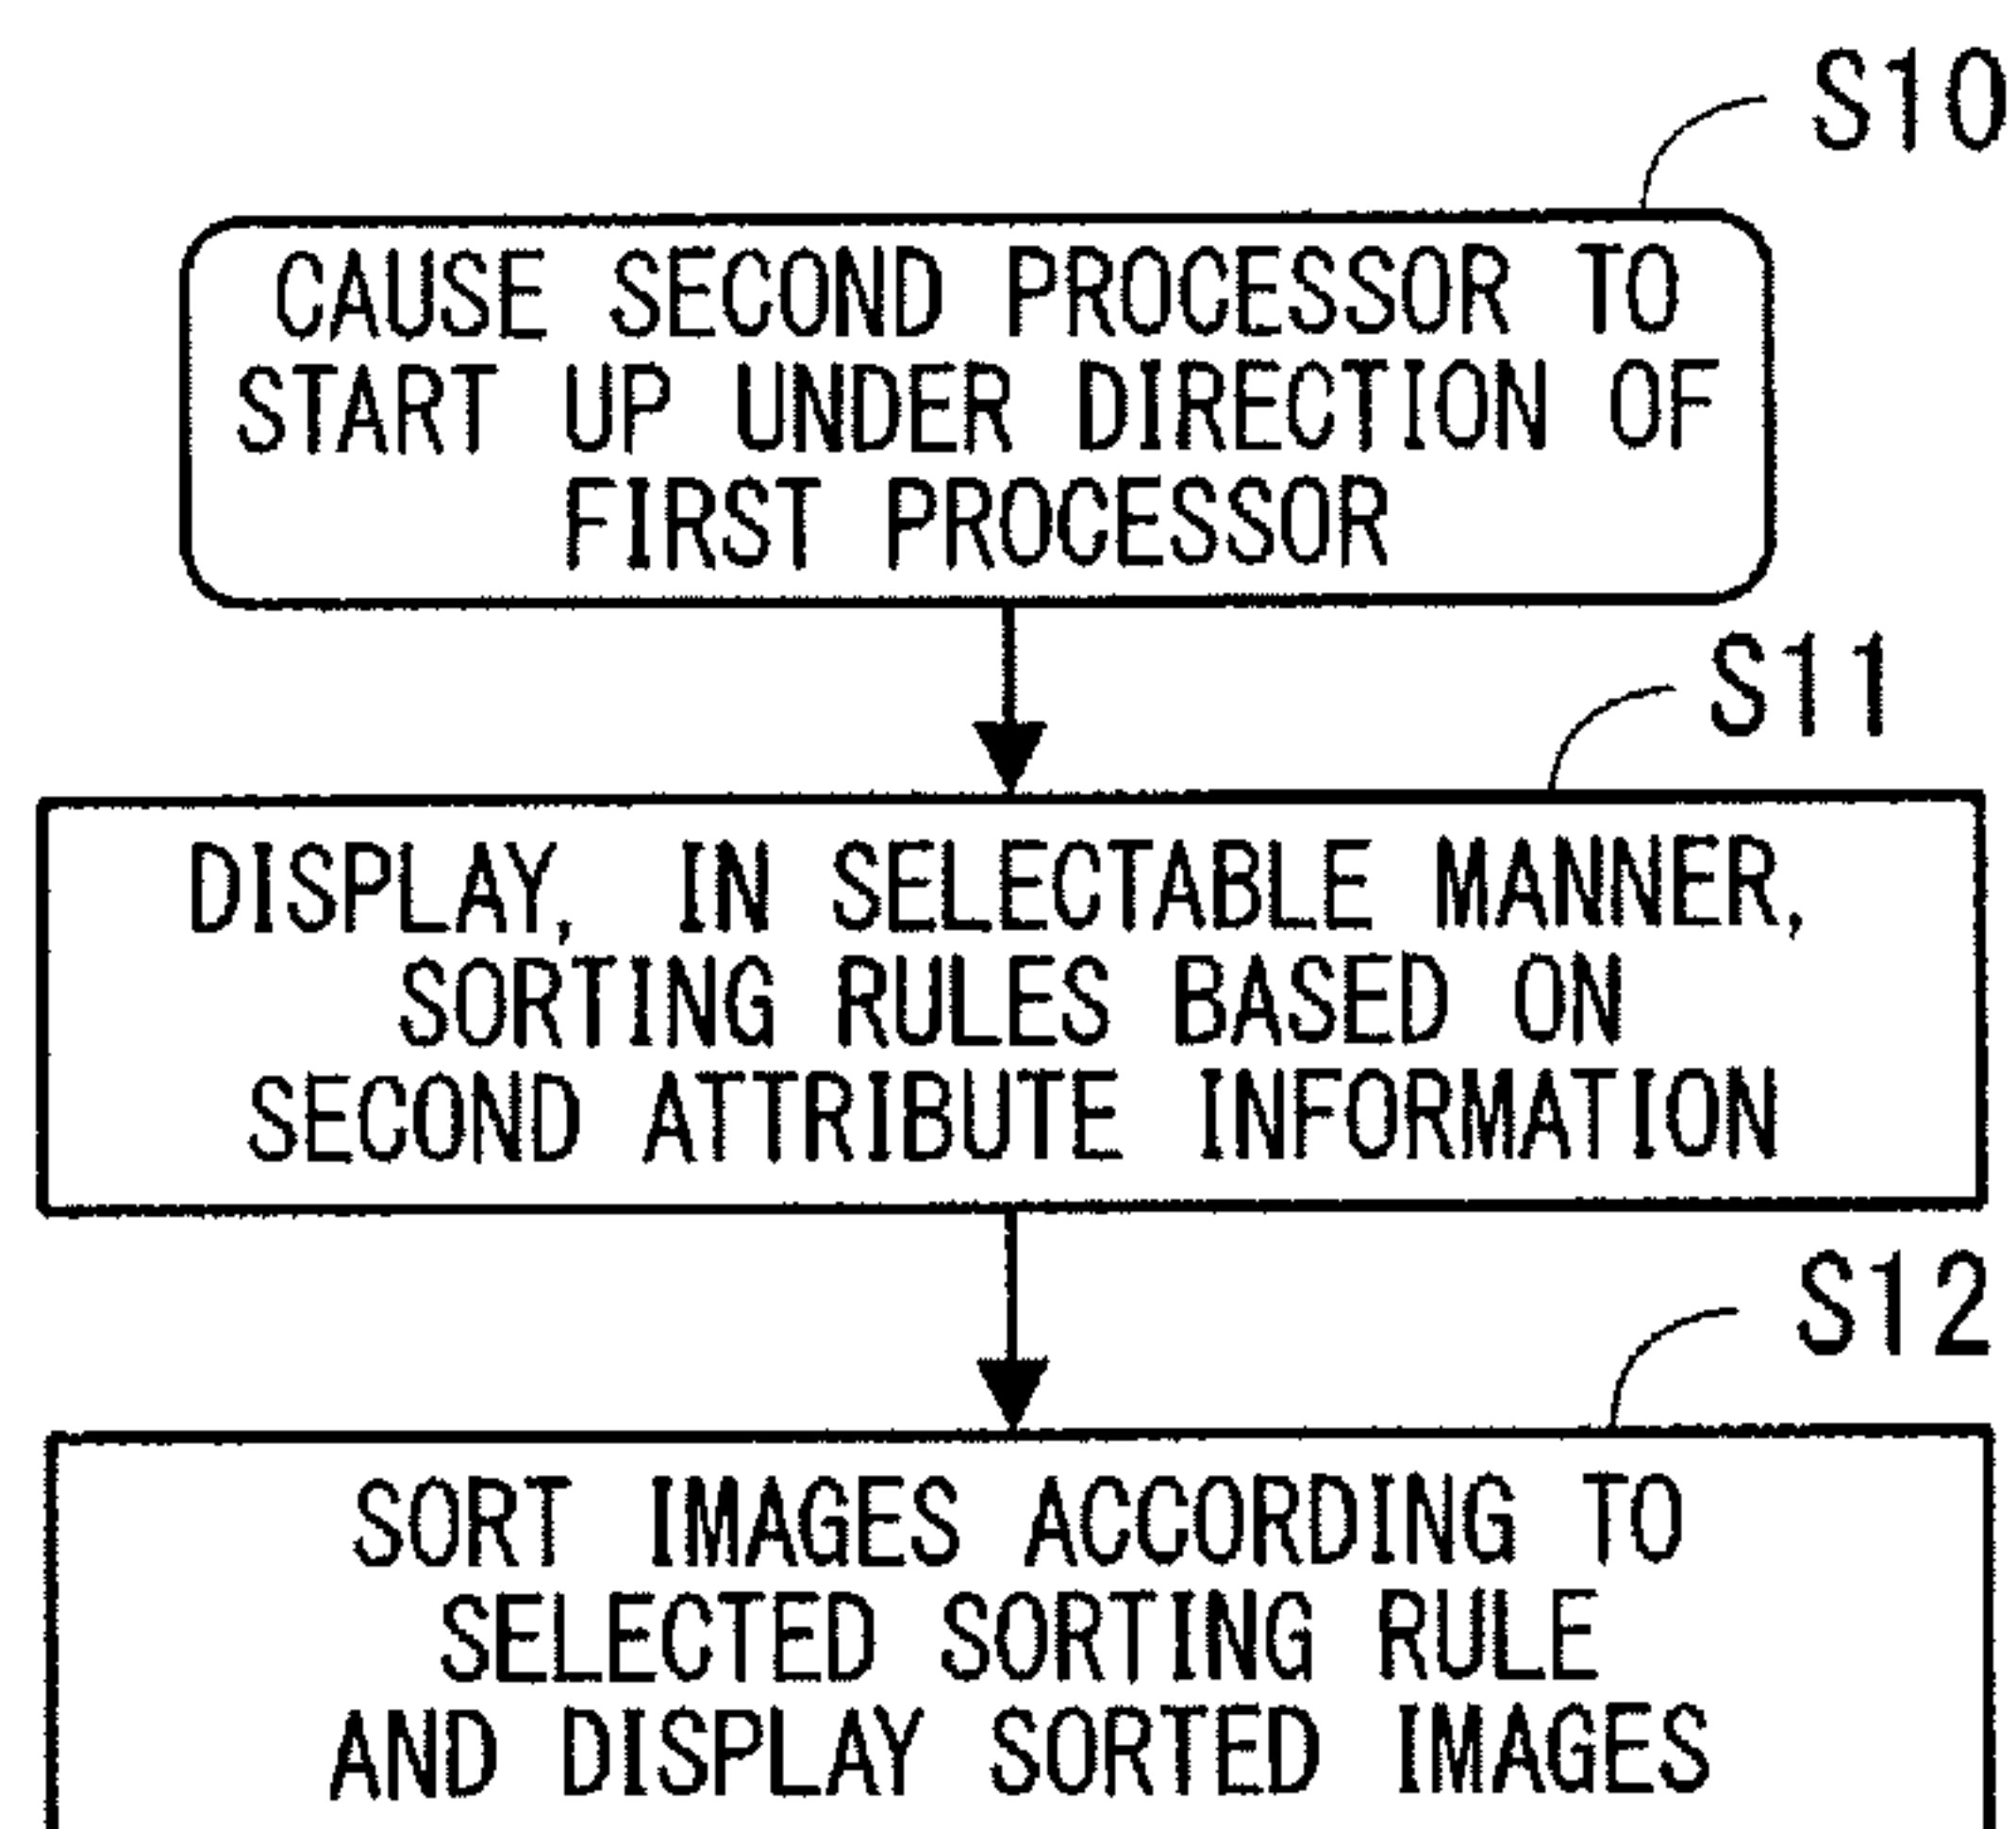 S10
CAUSE SECOND PROCESSOR TO
START UP UNDER DIRECTION OF
FIRST PROCESSOR
S11
DISPLAY, IN SELECTABLE MANNER,
SORTING RULES BASED ON
SECOND ATTRIBUTE INFORMATION
S12
SORT IMAGES ACCORDING TO
SELECTED SORTING RULE
AND DISPLAY SORTED IMAGES